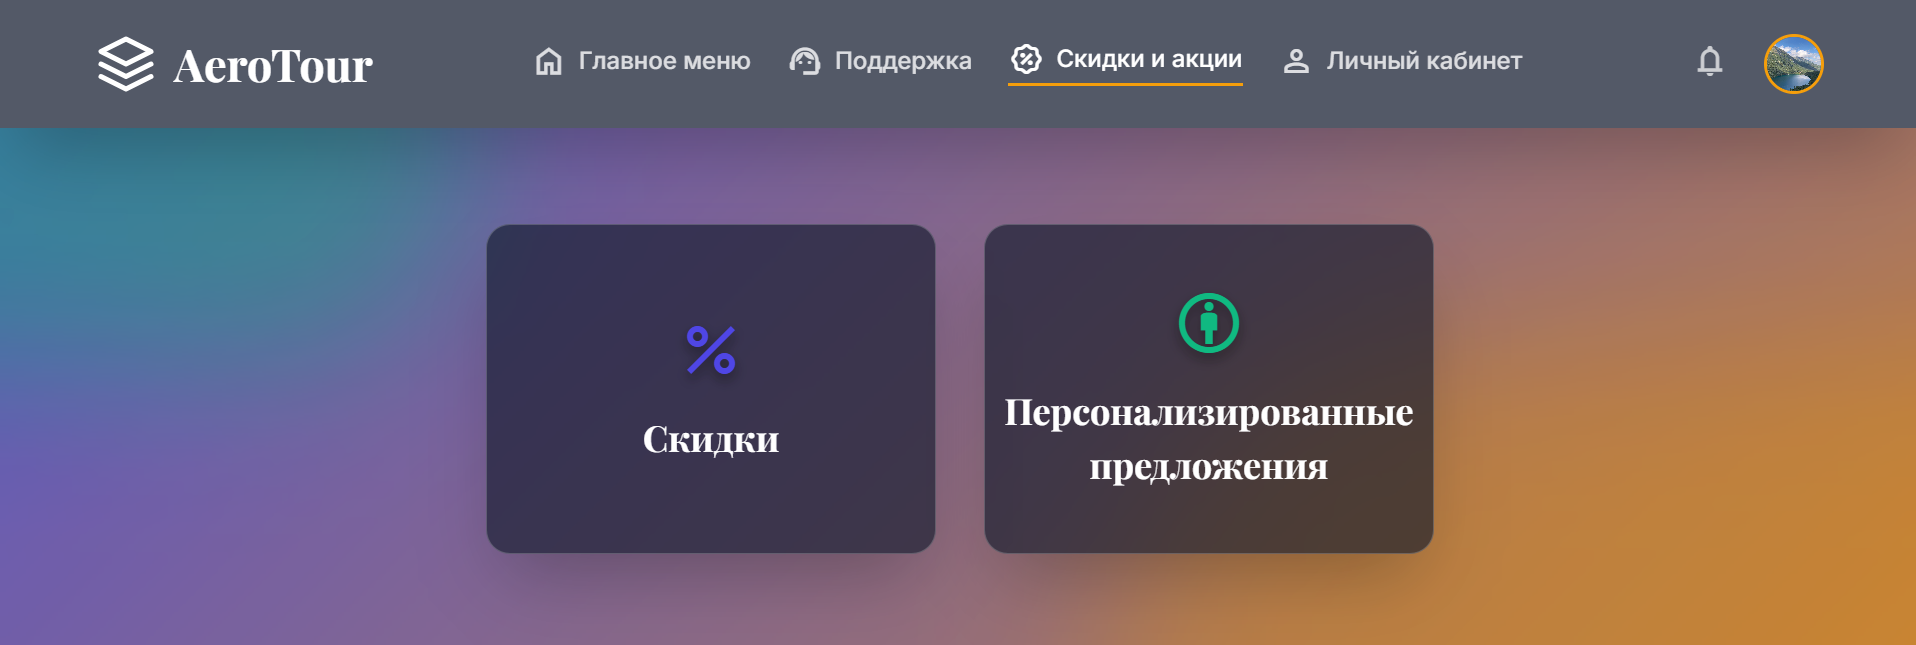 AeroTour
Главное меню
Поддержка
Скидки и акции
Личный кабинет
Скидки
Персонализированные
предложения